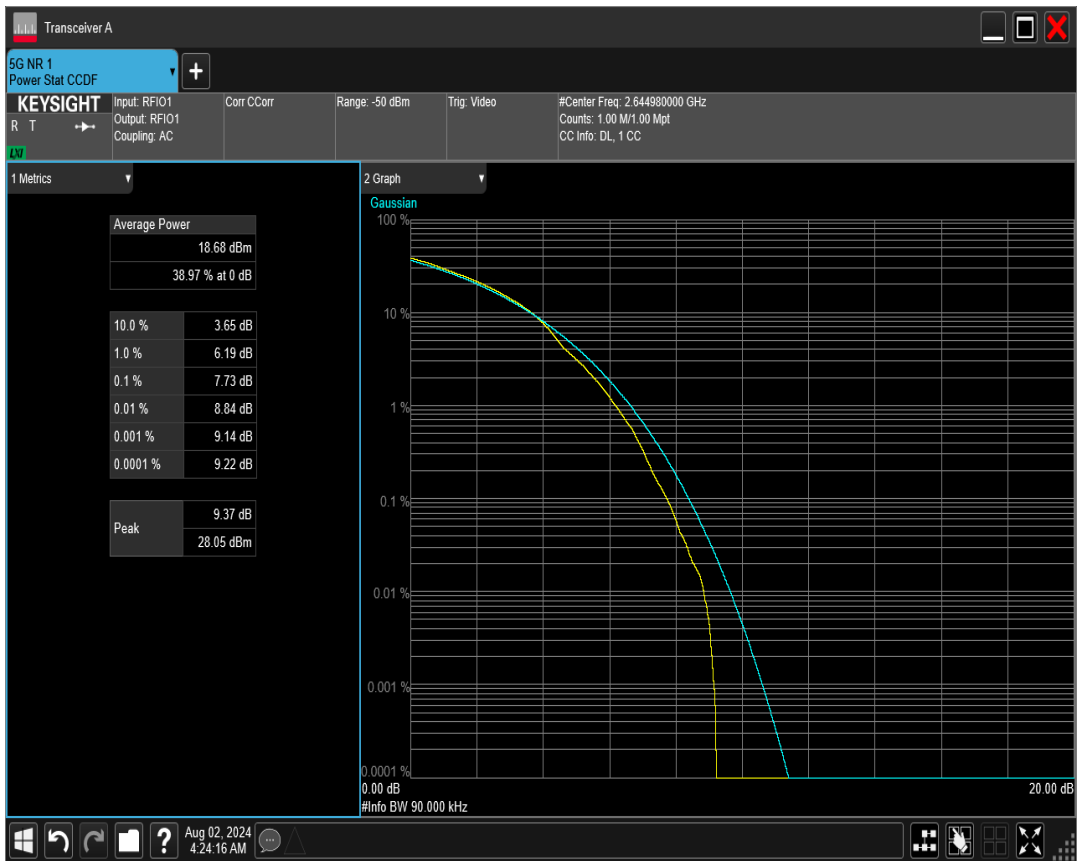 Transceiver A
5G NR 1
Power Stat CCDF
KEYSIGHT
R T
LXI
Input: RFIO1
Output: RFIO1
Coupling: AC
Corr CCorr
Range: -50 dBm
Trig: Video
#Center Freq: 2.644980000 GHz
Counts: 1.00 M/1.00 Mpt
CC Info: DL, 1 CC
1 Metrics
Average Power
18.68 dBm
38.97 % at 0 dB
10.0 % 3.65 dB
1.0 % 6.19 dB
0.1 % 7.73 dB
0.01 % 8.84 dB
0.001 % 9.14 dB
0.0001 % 9.22 dB
Peak
9.37 dB
28.05 dBm
2 Graph
Gaussian
100 %
10 %
1 %
0.1 %
0.01 %
0.001 %
0.0001 %
0.00 dB 20.00 dB
#Info BW 90.000 kHz
Aug 02, 2024
4:24:16 AM